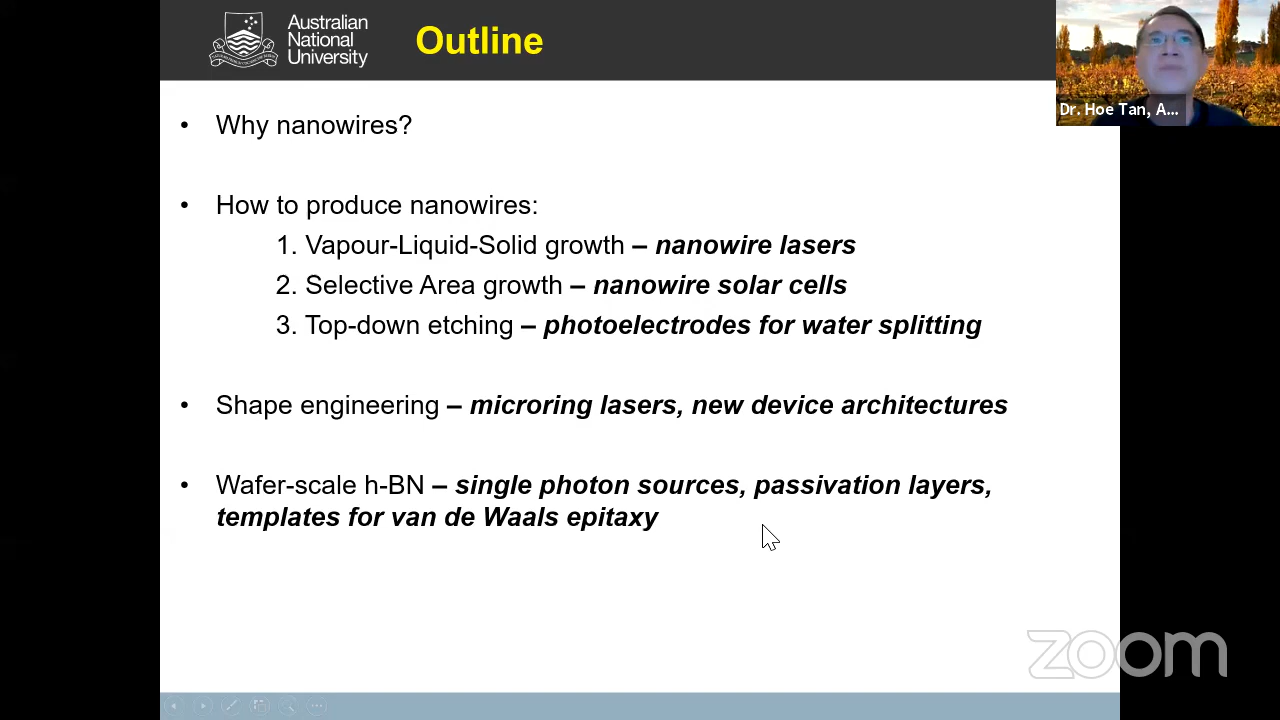 Australian
National
University
Outline
Dr. Hoe Tan, A...
• Why nanowires?
• How to produce nanowires:
1. Vapour-Liquid-Solid growth – nanowire lasers
2. Selective Area growth – nanowire solar cells
3. Top-down etching – photoelectrodes for water splitting
• Shape engineering – microring lasers, new device architectures
• Wafer-scale h-BN – single photon sources, passivation layers,
templates for van de Waals epitaxy
zoom